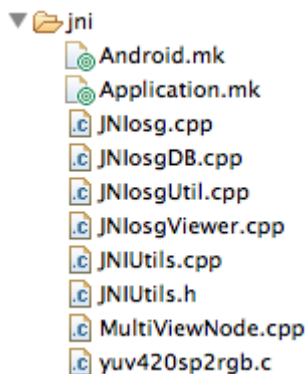 jni
Android.mk
Application.mk
JNIosg.cpp
JNIosgDB.cpp
JNIosgUtil.cpp
JNIosgViewer.cpp
JNIUtils.cpp
JNIUtils.h
MultiViewNode.cpp
yuv420sp2rgb.c